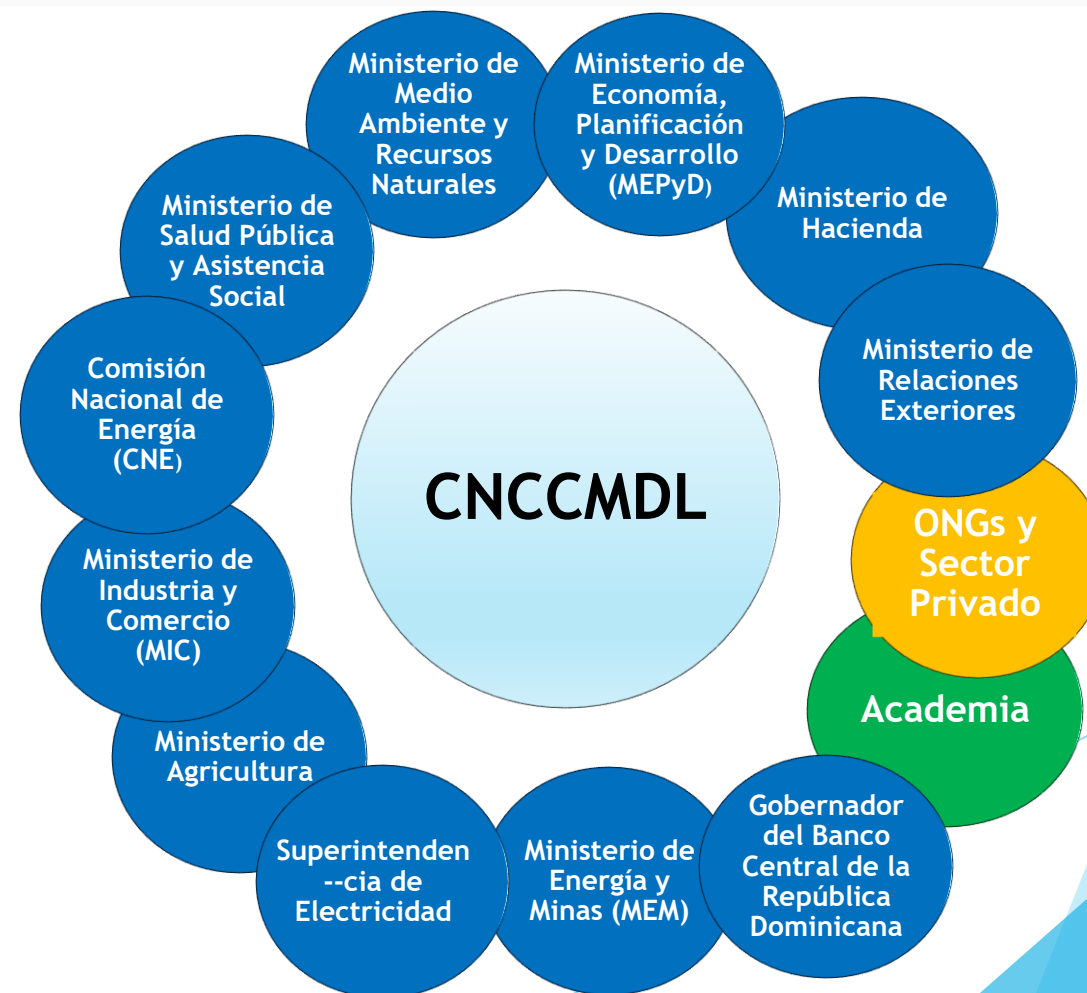 Ministerio de
Medio
Ambiente y
Recursos
Naturales
Ministerio de
Economía,
Planificación
y Desarrollo
(MEPyD)
Ministerio de
Hacienda
Ministerio de
Relaciones
Exteriores
ONGs y
Sector
Privado
Academia
Gobernador
del Banco
Central de la
República
Dominicana
Ministerio de
Energía y
Minas (MEM)
Superintenden
--cia de
Electricidad
Ministerio de
Agricultura
Ministerio de
Industria y
Comercio
(MIC)
Comisión
Nacional de
Energía
(CNE)
Ministerio de
Salud Pública
y Asistencia
Social
CNCCMDL